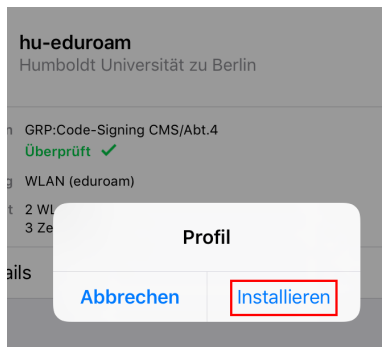 hu-eduroam
Humboldt Universität zu Berlin
n GRP:Code-Signing CMS/Abt.4
Überprüft
g WLAN (eduroam)
t 2 WL
3 Ze
Profil
ails
Abbrechen Installieren